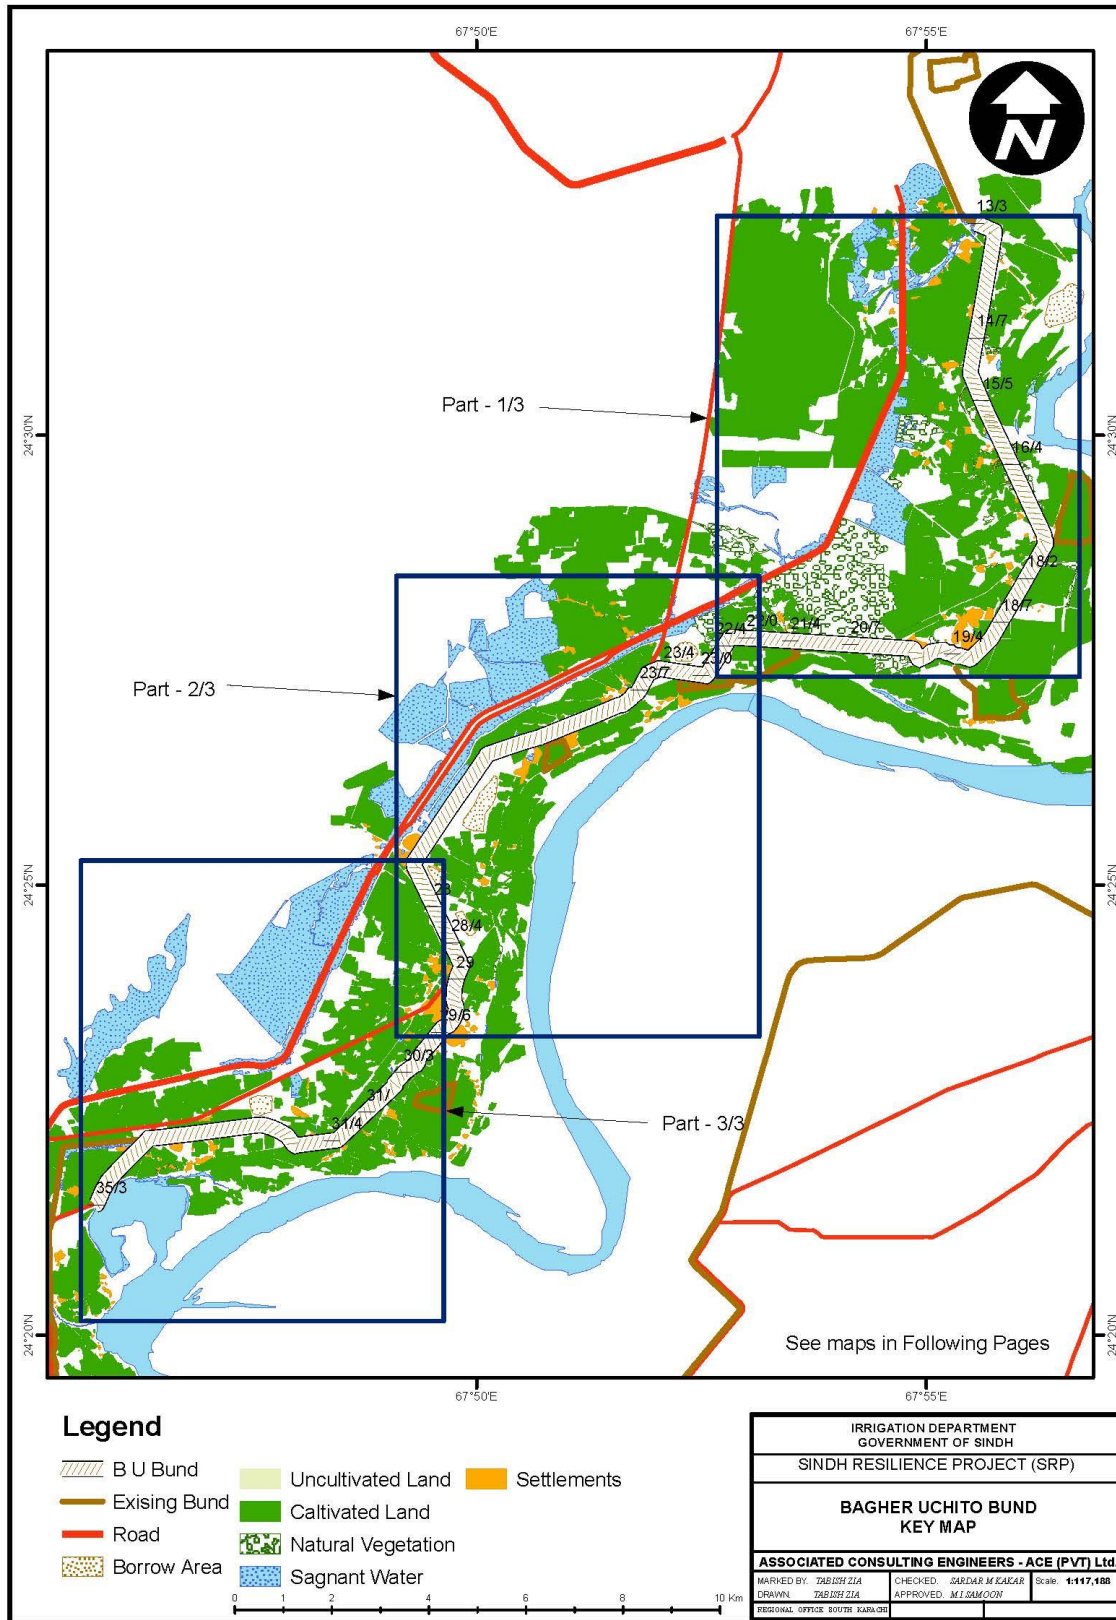 67°50'E
67°55'E
N
13/3
14/7
15/5
Part - 1/3
24°30'N
24°30'N
16/4
18/2
18/7
19/4
22/4
22/0
21/4
20/7
23/4
23/0
23/7
Part - 2/3
24°25'N
24°25'N
28
28/4
29
9/6
30/3
31/
31/4
Part - 3/3
35/3
24°20'N
24°20'N
See maps in Following Pages
67°50'E
67°55'E
Legend
B U Bund
Exising Bund
Road
Borrow Area
Uncultivated Land
Caltivated Land
Natural Vegetation
Sagnant Water
Settlements
0 2 4 6 8 10 Km
IRRIGATION DEPARTMENT
GOVERNMENT OF SINDH
SINDH RESILIENCE PROJECT (SRP)
BAGHER UCHITO BUND
KEY MAP
ASSOCIATED CONSULTING ENGINEERS - ACE (PVT) Ltd.
MARKED BY. TABISH ZIA
CHECKED. SARDAR M KAKAR
Scale. 1:117,188
DRAWN. TABISH ZIA
APPROVED. M I SAMOON
REGIONAL OFFICE SOUTH KARACHI